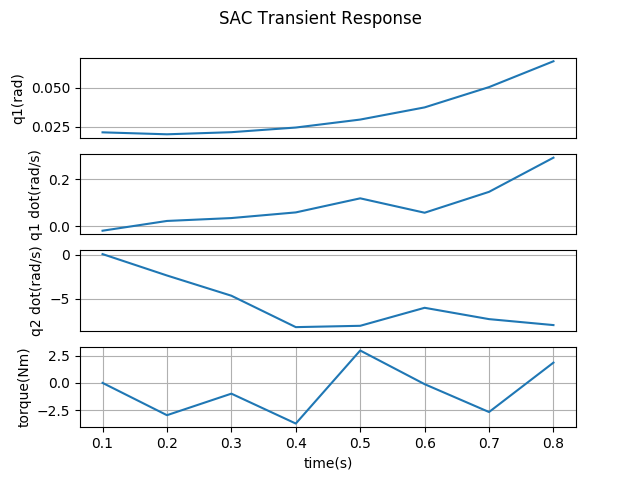 SAC Transient Response
q1(rad)
0.050
0.025
q1 dot(rad/s)
0.2
0.0
q2 dot(rad/s)
0
−5
torque(Nm)
2.5
0.0
−2.5
0.1 0.2 0.3 0.4 0.5 0.6 0.7 0.8
time(s)